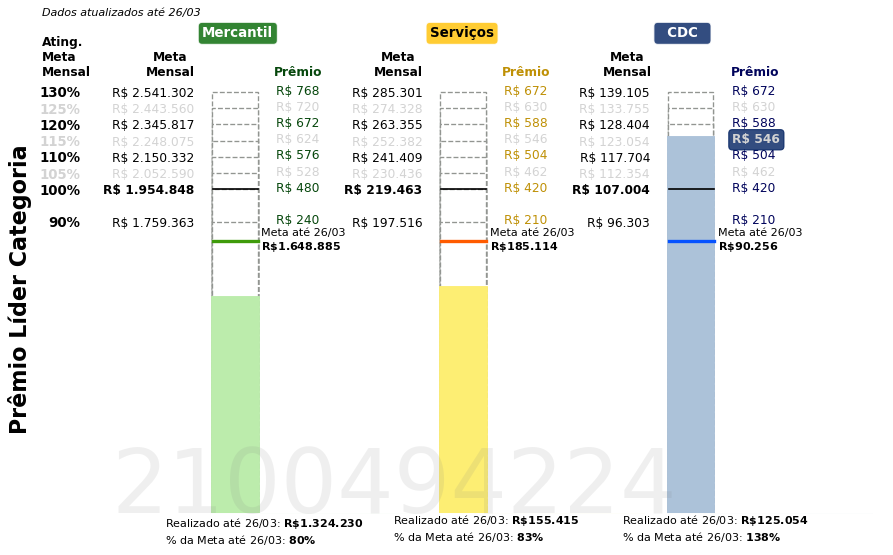 Dados atualizados até 26/03
Mercantil Serviços CDC
Ating. Meta Mensal Meta Mensal Prêmio Meta Mensal Prêmio Meta Mensal Prêmio
130% R$ 2.541.302 R$ 768 R$ 285.301 R$ 672 R$ 139.105 R$ 672
125% R$ 2.443.560 R$ 720 R$ 274.328 R$ 630 R$ 133.755 R$ 630
120% R$ 2.345.817 R$ 672 R$ 263.355 R$ 588 R$ 128.404 R$ 588
115% R$ 2.248.075 R$ 624 R$ 252.382 R$ 546 R$ 123.054 R$ 546
110% R$ 2.150.332 R$ 576 R$ 241.409 R$ 504 R$ 117.704 R$ 504
105% R$ 2.052.590 R$ 528 R$ 230.436 R$ 462 R$ 112.354 R$ 462
100% R$ 1.954.848 R$ 480 R$ 219.463 R$ 420 R$ 107.004 R$ 420
90% R$ 1.759.363 R$ 240 R$ 197.516 R$ 210 R$ 96.303 R$ 210
Meta até 26/03 Meta até 26/03 Meta até 26/03
R$1.648.885 R$185.114 R$90.256
Prêmio Líder Categoria
2100494224
Realizado até 26/03: R$1.324.230 Realizado até 26/03: R$155.415 Realizado até 26/03: R$125.054
% da Meta até 26/03: 80% % da Meta até 26/03: 83% % da Meta até 26/03: 138%